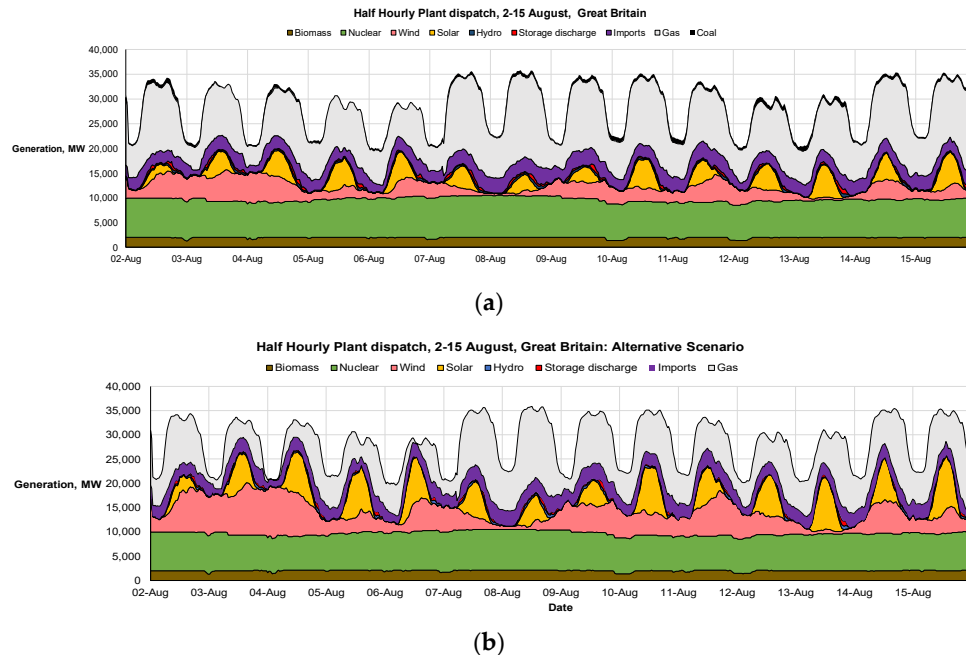 Half Hourly Plant dispatch, 2-15 August, Great Britain
Biomass Nuclear Wind Solar Hydro Storage discharge Imports Gas Coal
40,000
35,000
30,000
25,000
Generation, MW 20,000
15,000
10,000
5,000
0
02-Aug 03-Aug 04-Aug 05-Aug 06-Aug 07-Aug 08-Aug 09-Aug 10-Aug 11-Aug 12-Aug 13-Aug 14-Aug 15-Aug
(a)
Half Hourly Plant dispatch, 2-15 August, Great Britain: Alternative Scenario
Biomass Nuclear Wind Solar Hydro Storage discharge Imports Gas
40,000
35,000
30,000
25,000
Generation, MW 20,000
15,000
10,000
5,000
0
02-Aug 03-Aug 04-Aug 05-Aug 06-Aug 07-Aug 08-Aug 09-Aug 10-Aug 11-Aug 12-Aug 13-Aug 14-Aug 15-Aug
Date
(b)